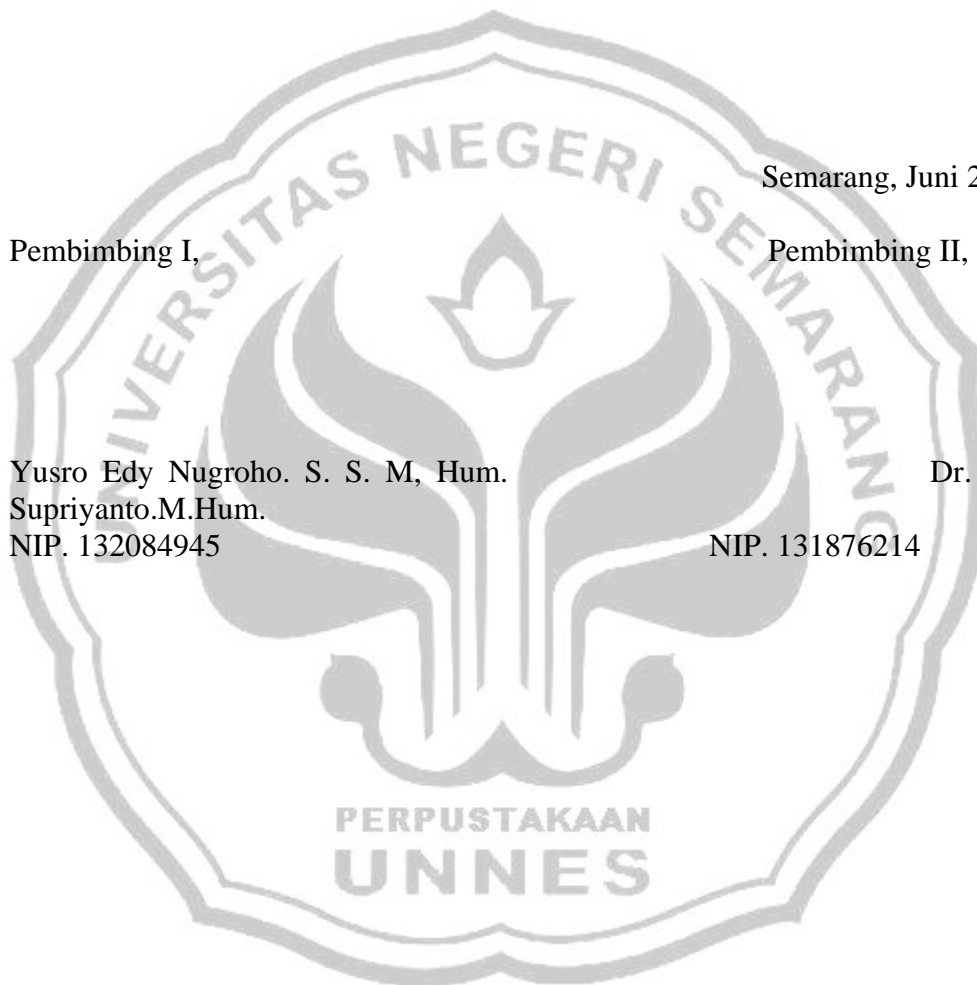 Semarang, Juni 2
Pembimbing I, Pembimbing II,
Yusro Edy Nugroho. S. S. M, Hum. Dr.
Supriyanto.M.Hum.
NIP. 132084945 NIP. 131876214
UNIVERSITAS NEGERI SEMARANG
PERPUSTAKAAN
UNNES